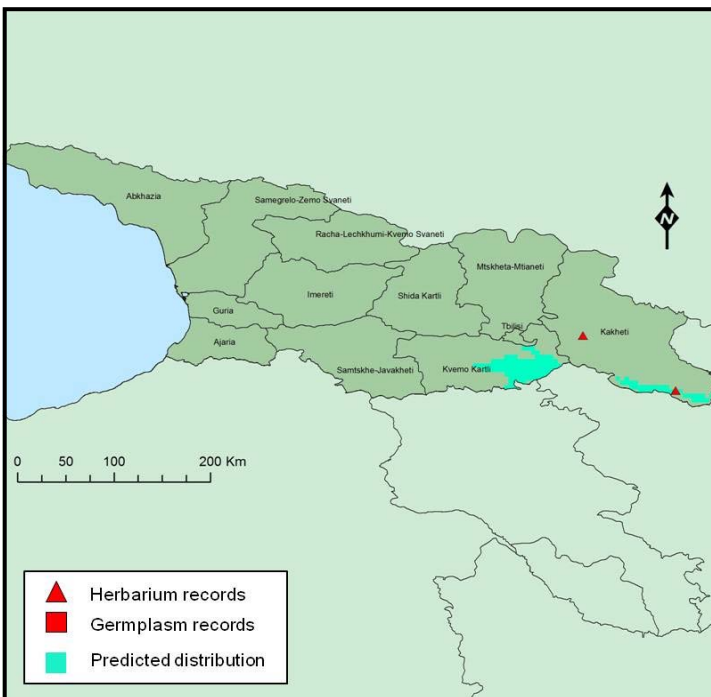 Abkhazia
Samegrelo-Zemo Svaneti
Racha-Lechkhumi-Kvemo Svaneti
N
Mtskheta-Mtianeti
Imereti
Shida Kartli
Guria
Tbilisi
Kakheti
Ajaria
Samtskhe-Javakheti
Kvemo Kartli
0 50 100 200 Km
Herbarium records
Germplasm records
Predicted distribution